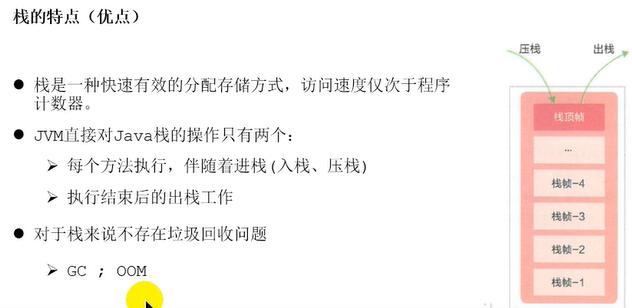 栈的特点（优点）
栈是一种快速有效的分配存储方式，访问速度仅次于程序
计数器。
JVM直接对Java栈的操作只有两个：
每个方法执行，伴随着进栈(入栈、压栈)
执行结束后的出栈工作
对于栈来说不存在垃圾回收问题
GC ; OOM
压栈
出栈
栈顶帧
...
栈帧-4
栈帧-3
栈帧-2
栈帧-1